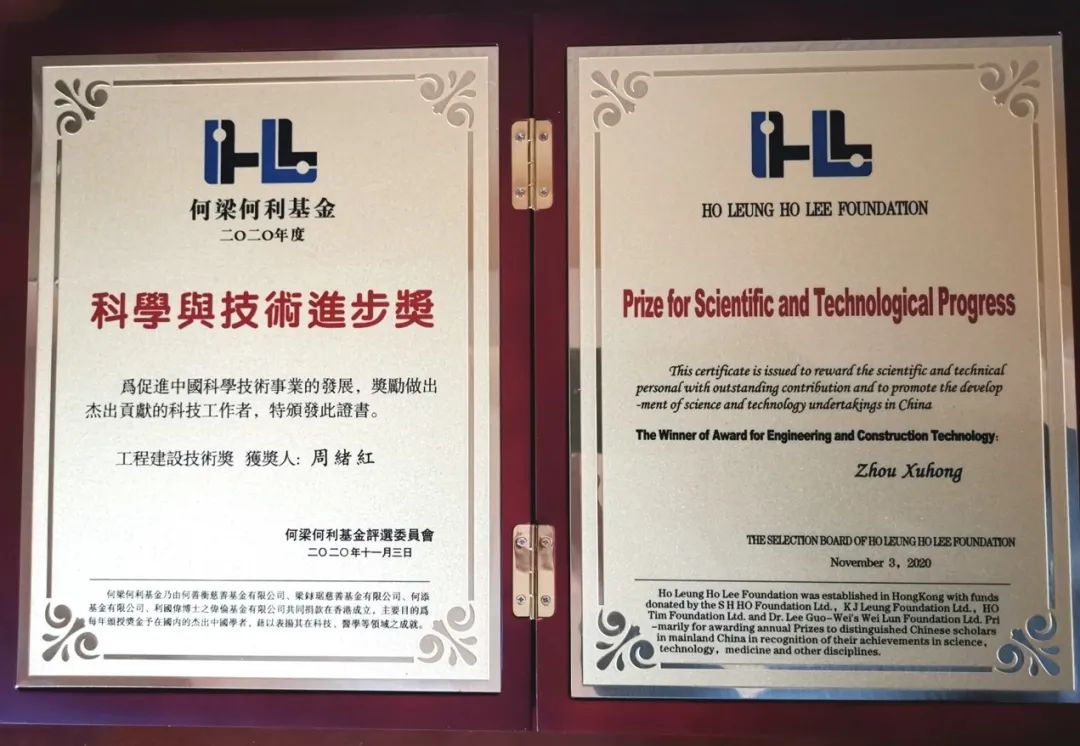 何梁何利基金
二〇二〇年度
科學與技術進步獎
爲促進中國科學技術事業的發展，獎勵做出
杰出貢獻的科技工作者，特頒發此證書。
工程建設技術獎 獲獎人: 周緒紅
何梁何利基金評選委員會
二〇二〇年十一月三日
何梁何利基金乃由何善衡慈善基金有限公司、梁銶琚慈善基金有限公司、何添
基金有限公司、利國偉博士之偉倫基金有限公司共同捐款在香港成立，主要目的爲
每年頒授獎金予在國内的杰出中國學者，藉以表揚其在科技、醫學等領域之成就。
HO LEUNG HO LEE FOUNDATION
Prize for Scientific and Technological Progress
This certificate is issued to reward the scientific and technical
personal with outstanding contribution and to promote the develop
-ment of science and technology undertakings in China
The Winner of Award for Engineering and Construction Technology:
Zhou Xuhong
THE SELECTION BOARD OF HO LEUNG HO LEE FOUNDATION
November 3, 2020
Ho Leung Ho Lee Foundation was established in HongKong with funds
donated by the S H HO Foundation Ltd., K J Leung Foundation Ltd., HO
Tim Foundation Ltd. and Dr. Lee Guo-Wei's Wei Lun Foundation Ltd. Pri
-marily for awarding annual Prizes to distinguished Chinese scholars
in mainland China in recognition of their achievements in science,
technology, medicine and other disciplines.